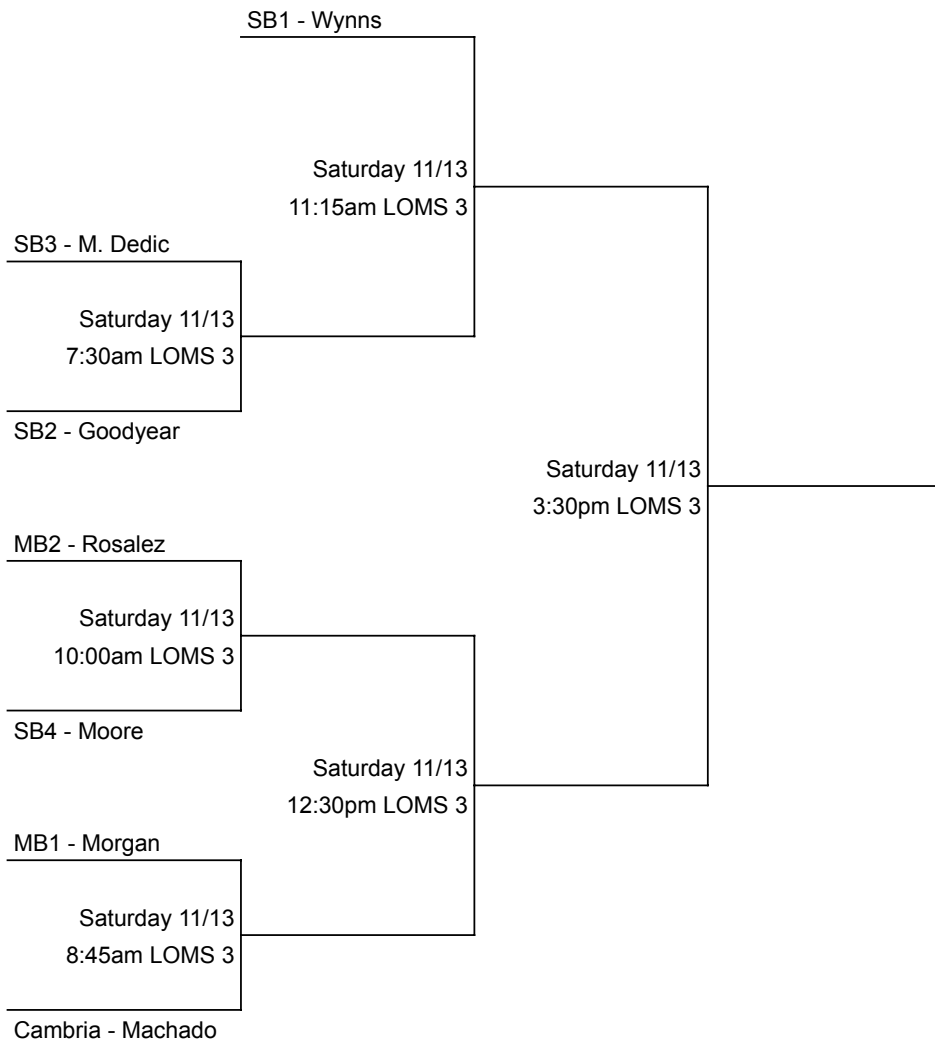 SB1 - Wynns
Saturday 11/13
11:15am LOMS 3
SB3 - M. Dedic
Saturday 11/13
7:30am LOMS 3
SB2 - Goodyear
Saturday 11/13
3:30pm LOMS 3
MB2 - Rosalez
Saturday 11/13
10:00am LOMS 3
SB4 - Moore
Saturday 11/13
12:30pm LOMS 3
MB1 - Morgan
Saturday 11/13
8:45am LOMS 3
Cambria - Machado